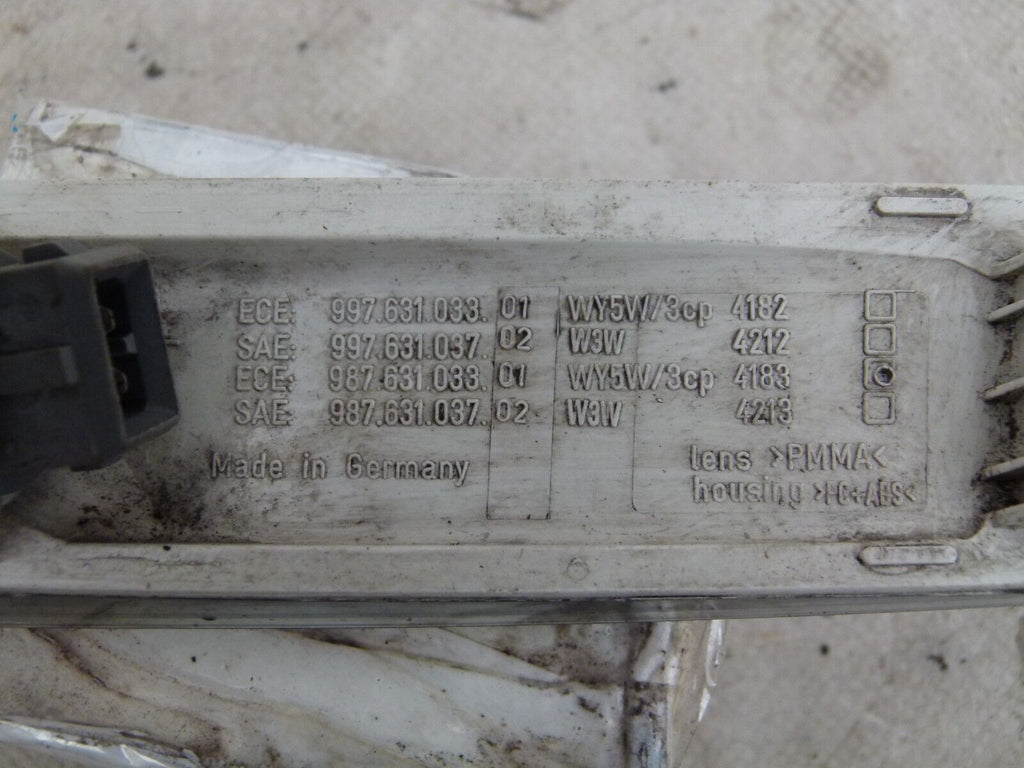 ECE: 997.631.033. 01 WY5W/3cp 4182
SAE: 997.631.037. 02 W3W 4212
ECE: 987.631.033. 01 WY5W/3cp 4183
SAE: 987.631.037. 02 W3W 4213
Made in Germany
lens >PMMA<
housing >PC+ABS<